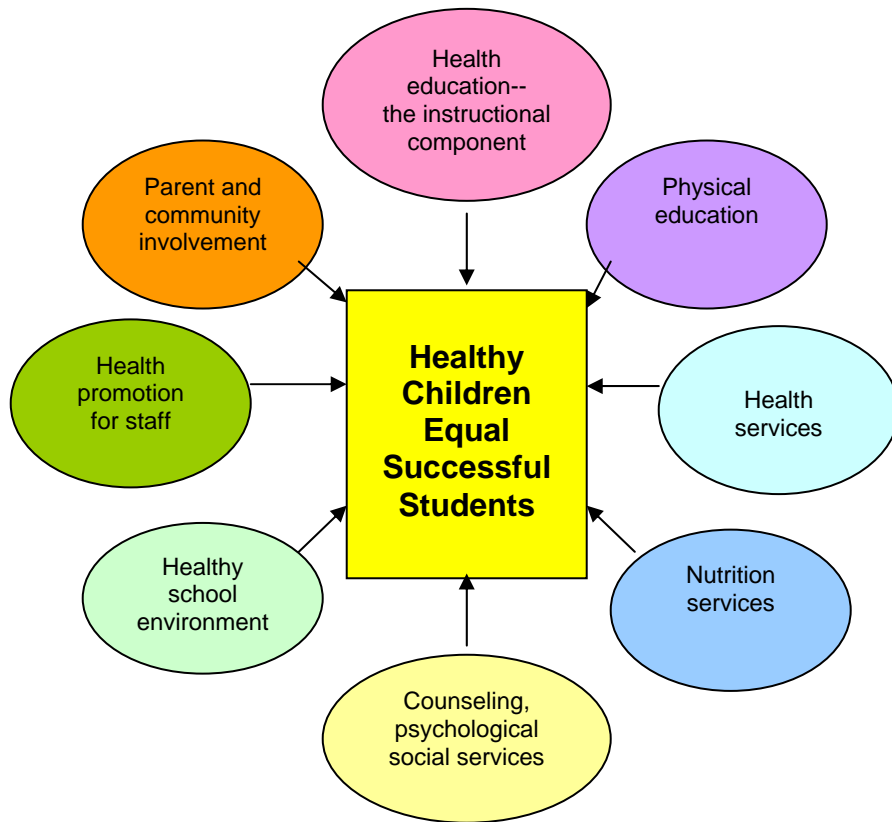 Health
education--
the instructional
component
Parent and
community
involvement
Physical
education
Health
promotion
for staff
Healthy
Children
Equal
Successful
Students
Health
services
Healthy
school
environment
Nutrition
services
Counseling,
psychological
social services